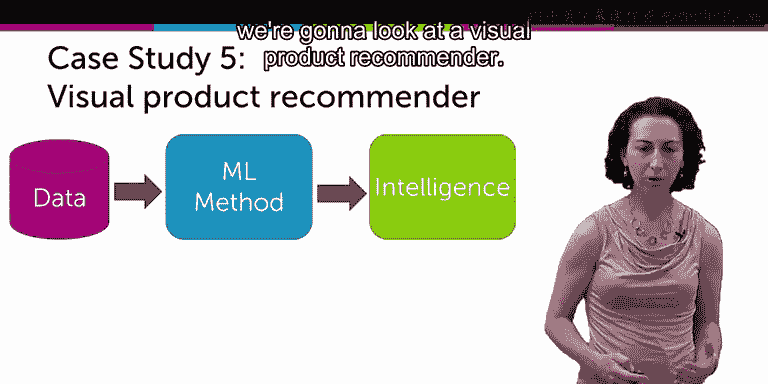 we're gonna look at a visual
product recommender.
Case Study 5:
Visual product recommender
Data
ML
Method
Intelligence